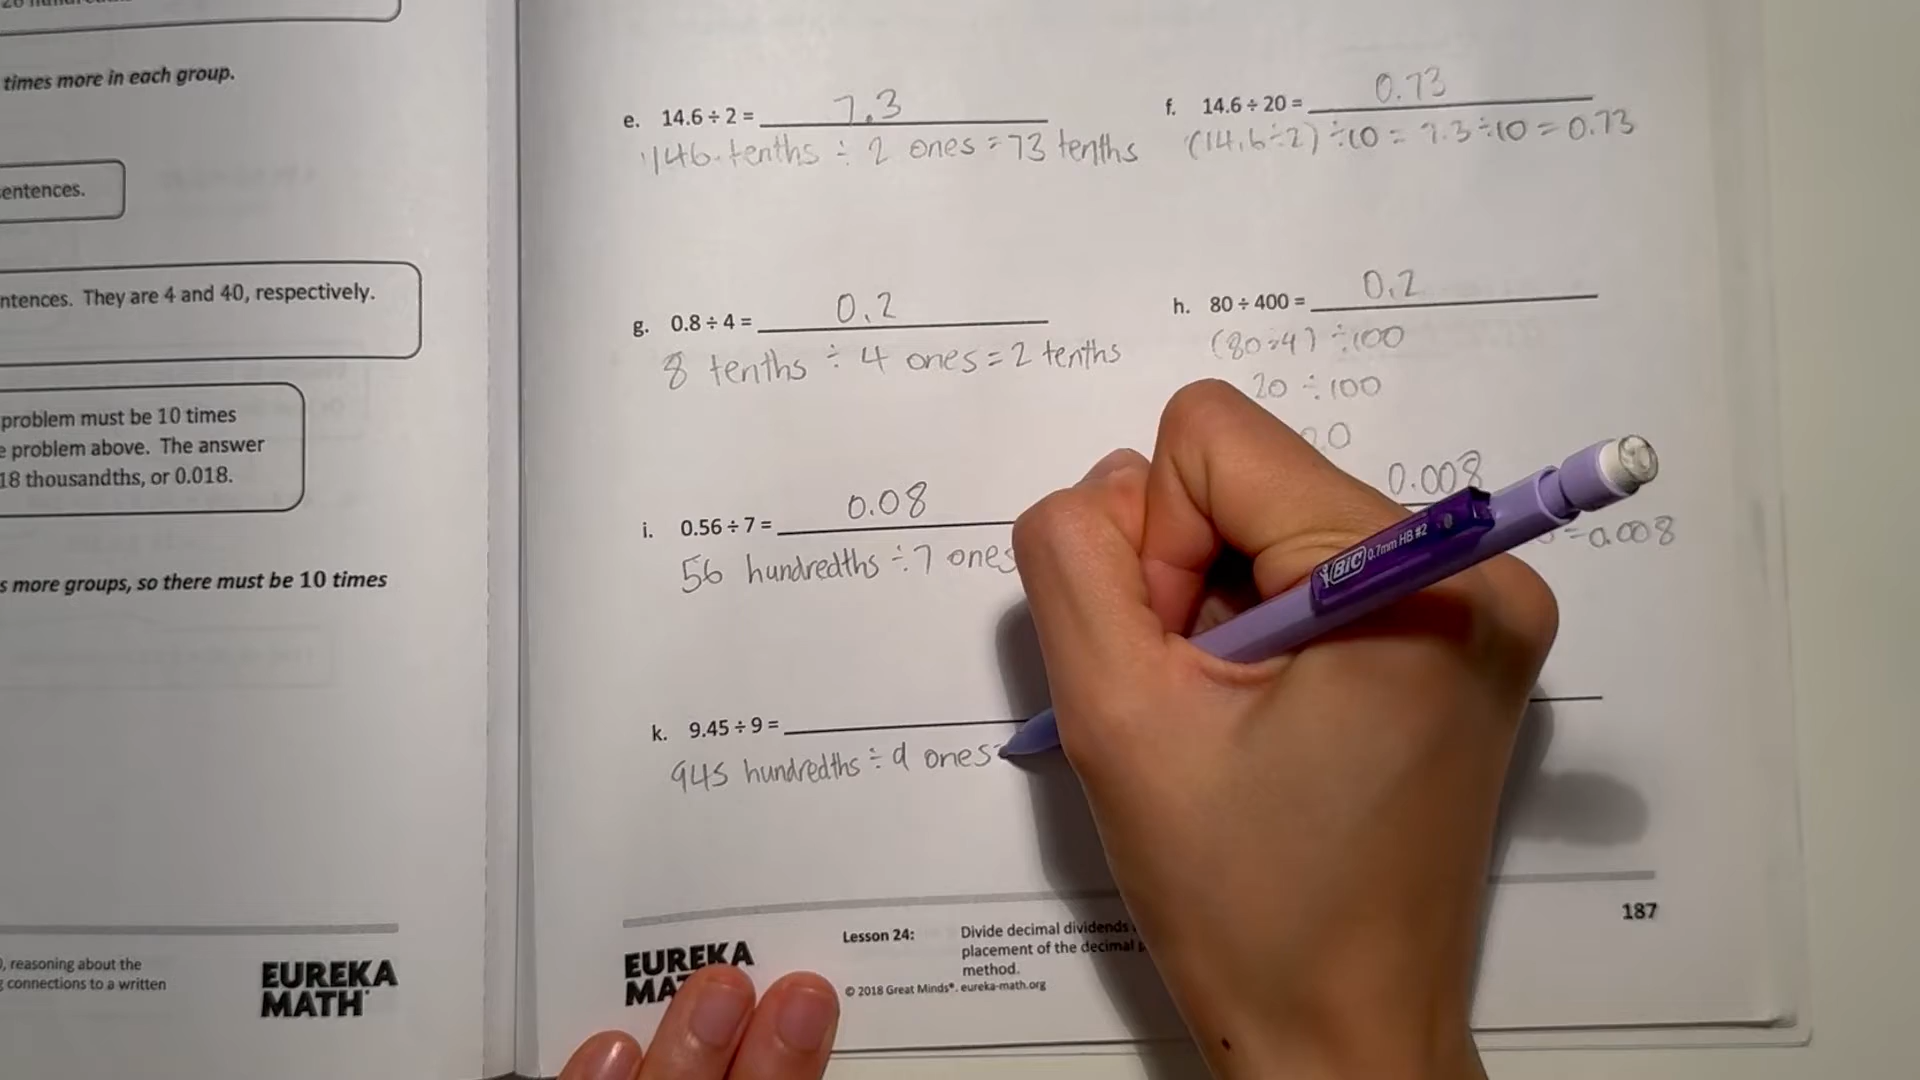 times more in each group.
entences.
ntences. They are 4 and 40, respectively.
problem must be 10 times
e problem above. The answer
18 thousandths, or 0.018.
s more groups, so there must be 10 times
, reasoning about the
connections to a written
EUREKA
MATH
e. 14.6 ÷ 2 = 7.3
146 tenths ÷ 2 ones = 73 tenths
f. 14.6 ÷ 20 = 0.73
(14.6÷2) ÷10 = 7.3÷10 = 0.73
g. 0.8 ÷ 4 = 0.2
8 tenths ÷ 4 ones = 2 tenths
h. 80 ÷ 400 = 0.2
(80÷4) ÷100
20 ÷ 100
i. 0.56 ÷ 7 = 0.08
56 hundredths ÷ 7 ones
0.008
=0.008
k. 9.45 ÷ 9 =
945 hundredths ÷ 9 ones=
187
EUREKA
MA
Lesson 24:
Divide decimal dividends
placement of the decimal
method.
© 2018 Great Minds®. eureka-math.org
BIC 0.7mm HB #2